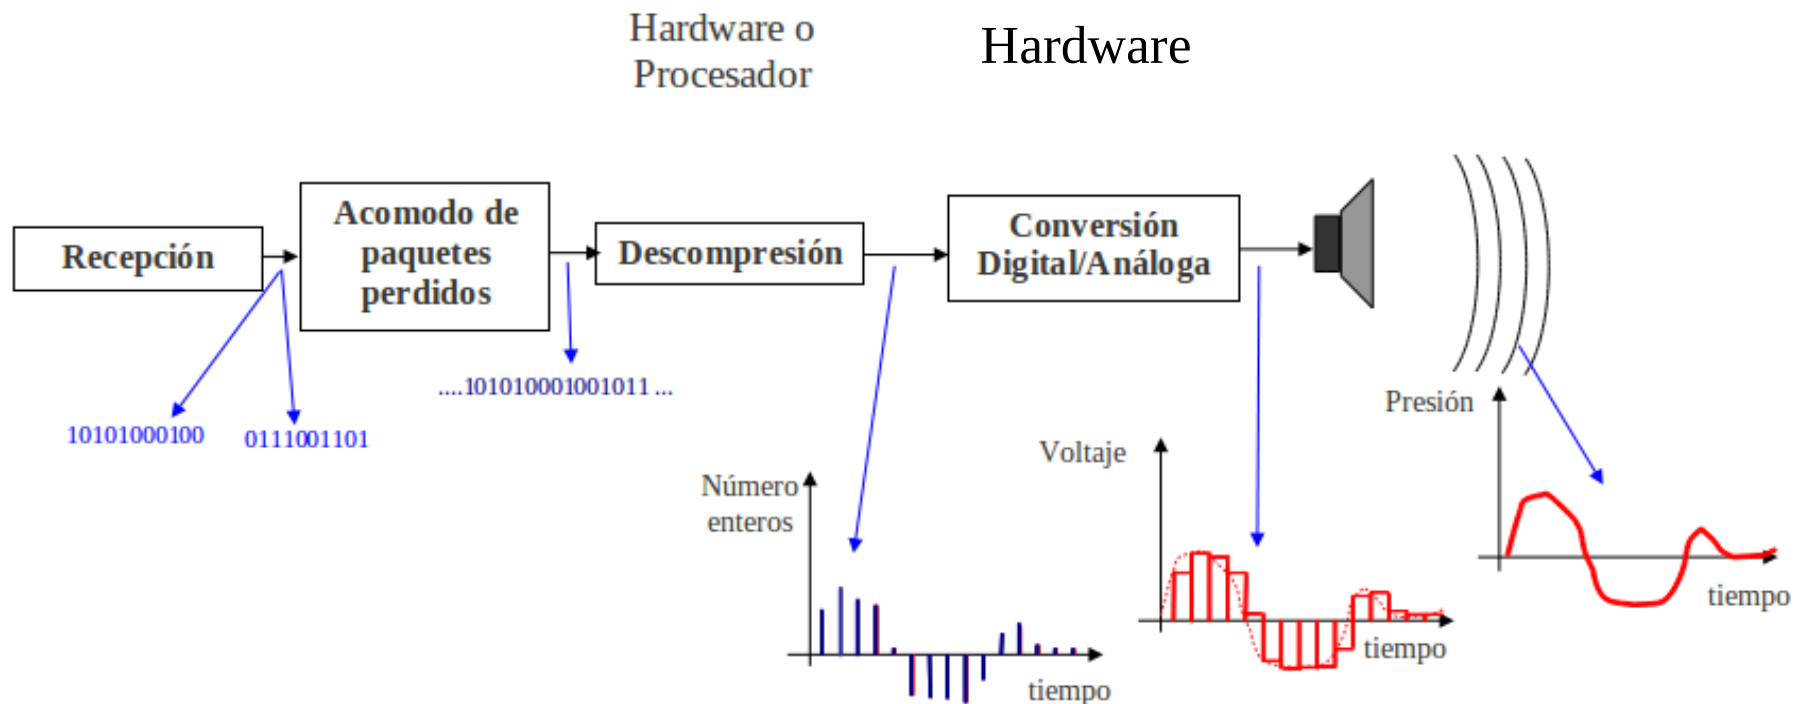 Hardware o
Procesador
Hardware
Recepción
Acomodo de
paquetes
perdidos
Descompresión
Conversión
Digital/Análoga
10101000100
0111001101
....101010001001011 ...
Número
enteros
tiempo
Voltaje
tiempo
Presión
tiempo